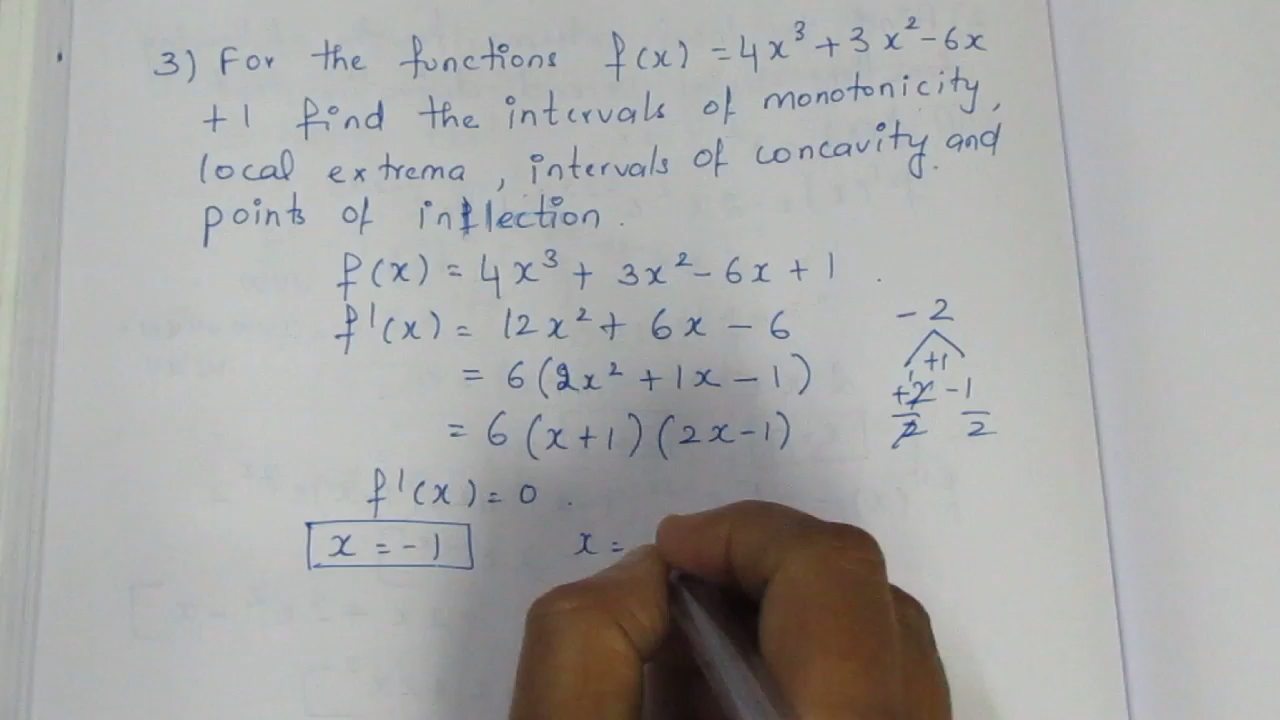 3) For the functions f(x) = 4x³ + 3x² - 6x
+1 find the intervals of monotonicity,
local extrema, intervals of concavity and
points of inflection.
f(x) = 4x³ + 3x² - 6x + 1
f'(x) = 12x² + 6x - 6
= 6(2x² + 1x - 1)
= 6(x+1)(2x-1)
f'(x) = 0
x = -1 x =
-2
+1
+2 -1
2 2